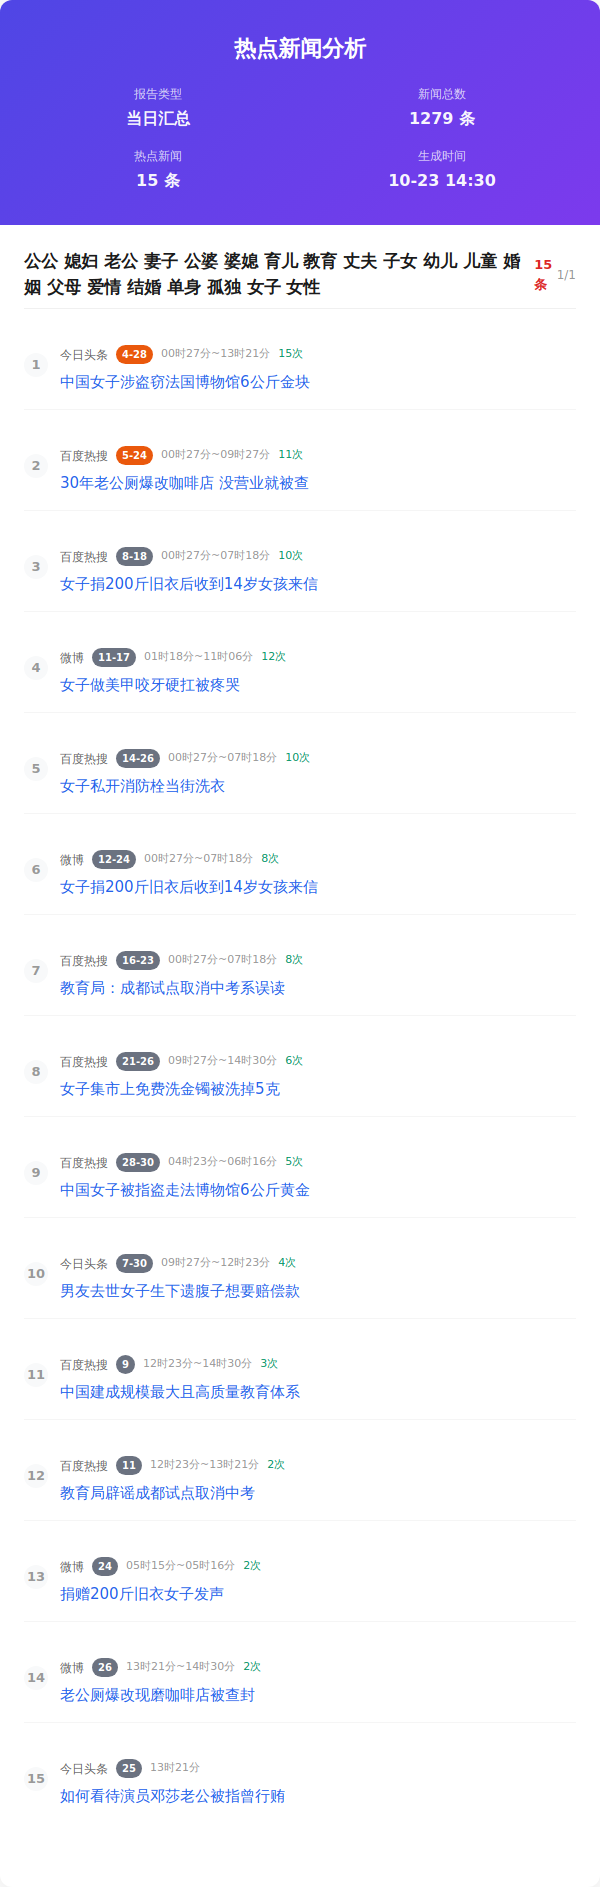 热点新闻分析
报告类型
当日汇总
新闻总数
1279 条
热点新闻
15 条
生成时间
10-23 14:30
公公 媳妇 老公 妻子 公婆 婆媳 育儿 教育 丈夫 子女 幼儿 儿童 婚
姻 父母 爱情 结婚 单身 孤独 女子 女性
15
条
1/1
1
今日头条 4-28 00时27分~13时21分 15次
中国女子涉盗窃法国博物馆6公斤金块
2
百度热搜 5-24 00时27分~09时27分 11次
30年老公厕爆改咖啡店 没营业就被查
3
百度热搜 8-18 00时27分~07时18分 10次
女子捐200斤旧衣后收到14岁女孩来信
4
微博 11-17 01时18分~11时06分 12次
女子做美甲咬牙硬扛被疼哭
5
百度热搜 14-26 00时27分~07时18分 10次
女子私开消防栓当街洗衣
6
微博 12-24 00时27分~07时18分 8次
女子捐200斤旧衣后收到14岁女孩来信
7
百度热搜 16-23 00时27分~07时18分 8次
教育局：成都试点取消中考系误读
8
百度热搜 21-26 09时27分~14时30分 6次
女子集市上免费洗金镯被洗掉5克
9
百度热搜 28-30 04时23分~06时16分 5次
中国女子被指盗走法博物馆6公斤黄金
10
今日头条 7-30 09时27分~12时23分 4次
男友去世女子生下遗腹子想要赔偿款
11
百度热搜 9 12时23分~14时30分 3次
中国建成规模最大且高质量教育体系
12
百度热搜 11 12时23分~13时21分 2次
教育局辟谣成都试点取消中考
13
微博 24 05时15分~05时16分 2次
捐赠200斤旧衣女子发声
14
微博 26 13时21分~14时30分 2次
老公厕爆改现磨咖啡店被查封
15
今日头条 25 13时21分
如何看待演员邓莎老公被指曾行贿